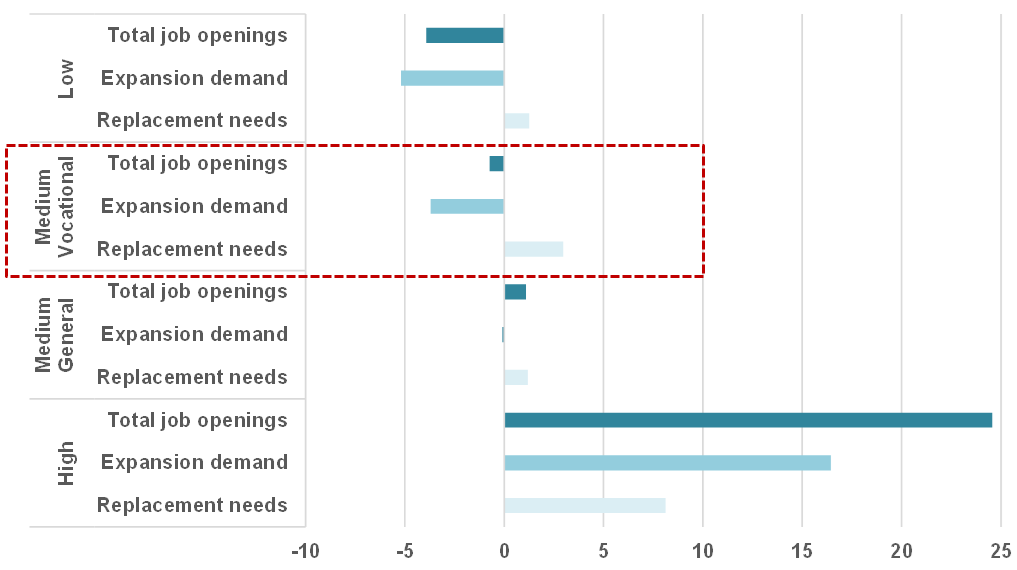 Low
Total job openings
Expansion demand
Replacement needs
Medium
Vocational
Total job openings
Expansion demand
Replacement needs
Medium
General
Total job openings
Expansion demand
Replacement needs
High
Total job openings
Expansion demand
Replacement needs
-10 -5 0 5 10 15 20 25